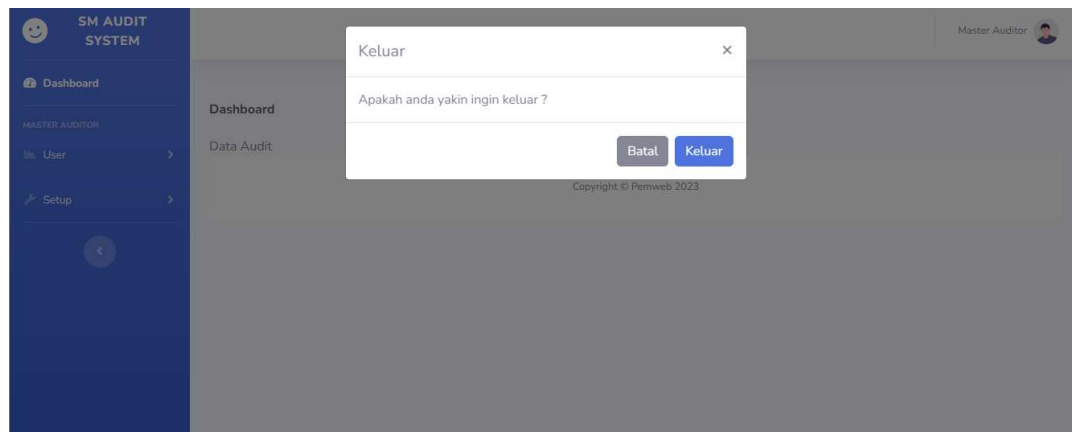 SM AUDIT
SYSTEM
Dashboard
MASTER AUDITOR
User
Setup
Master Auditor
Dashboard
Data Audit
Keluar
Apakah anda yakin ingin keluar ?
Batal
Keluar
Copyright © Pemweb 2023